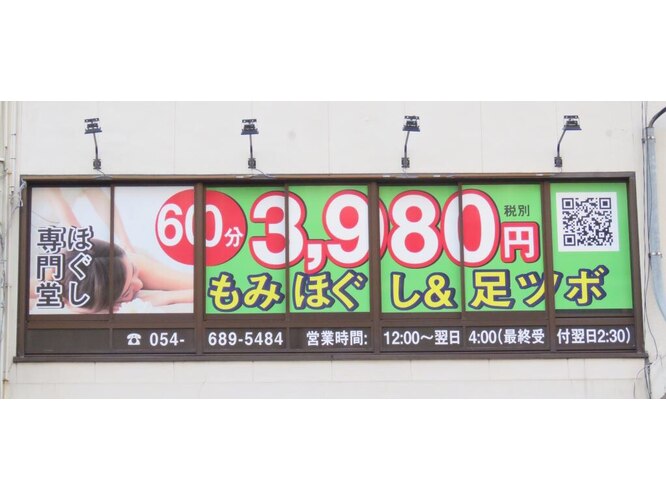 ほぐし
専門堂
60分
3,980円
税別
もみほぐし&足ツボ
☎ 054-689-5484 営業時間: 12:00〜翌日 4:00(最終受付翌日2:30)